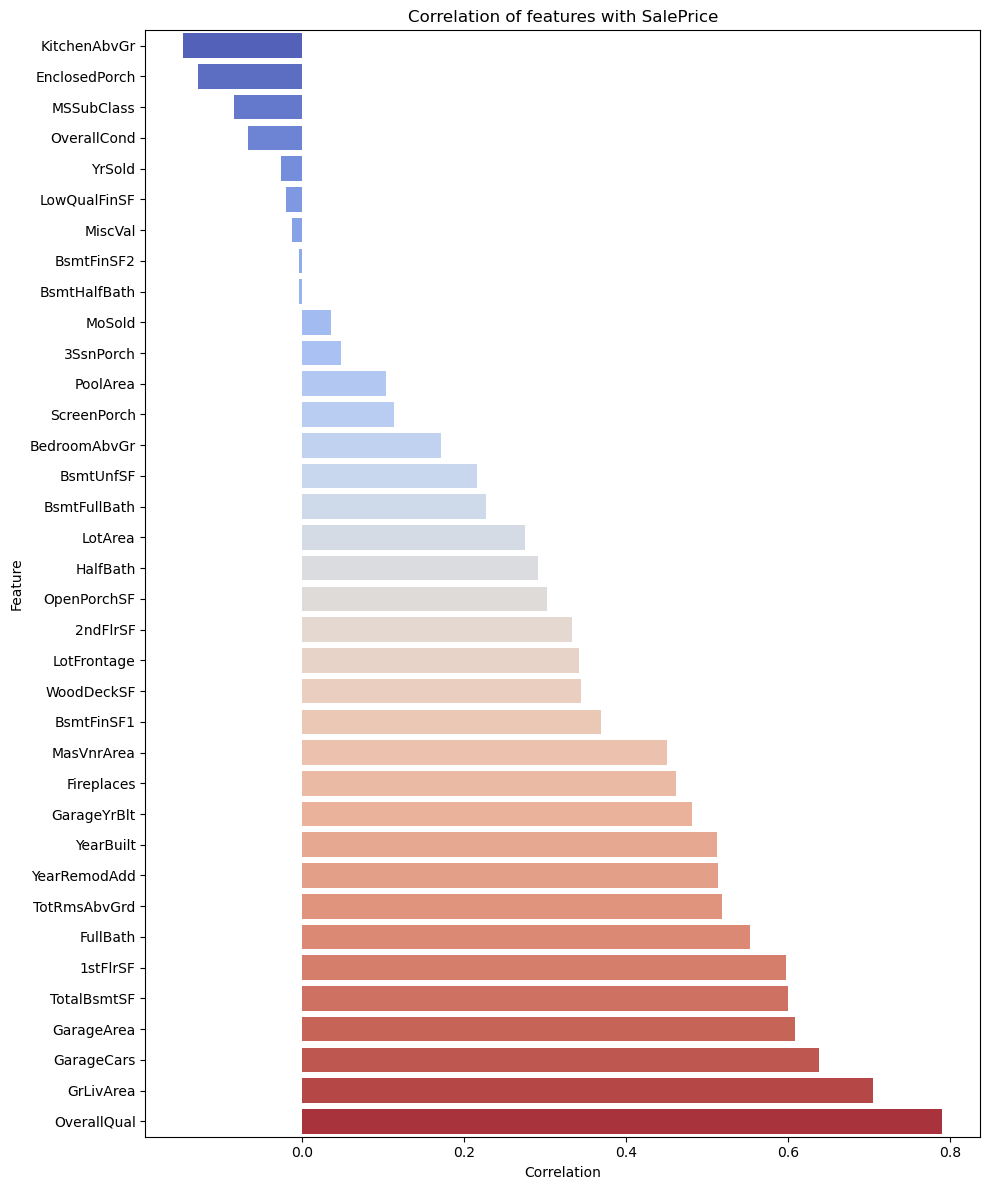 Correlation of features with SalePrice
KitchenAbvGr
EnclosedPorch
MSSubClass
OverallCond
YrSold
LowQualFinSF
MiscVal
BsmtFinSF2
BsmtHalfBath
MoSold
3SsnPorch
PoolArea
ScreenPorch
BedroomAbvGr
BsmtUnfSF
BsmtFullBath
LotArea
HalfBath
OpenPorchSF
2ndFlrSF
LotFrontage
WoodDeckSF
BsmtFinSF1
MasVnrArea
Fireplaces
GarageYrBlt
YearBuilt
YearRemodAdd
TotRmsAbvGrd
FullBath
1stFlrSF
TotalBsmtSF
GarageArea
GarageCars
GrLivArea
OverallQual
Feature
0.0 0.2 0.4 0.6 0.8
Correlation